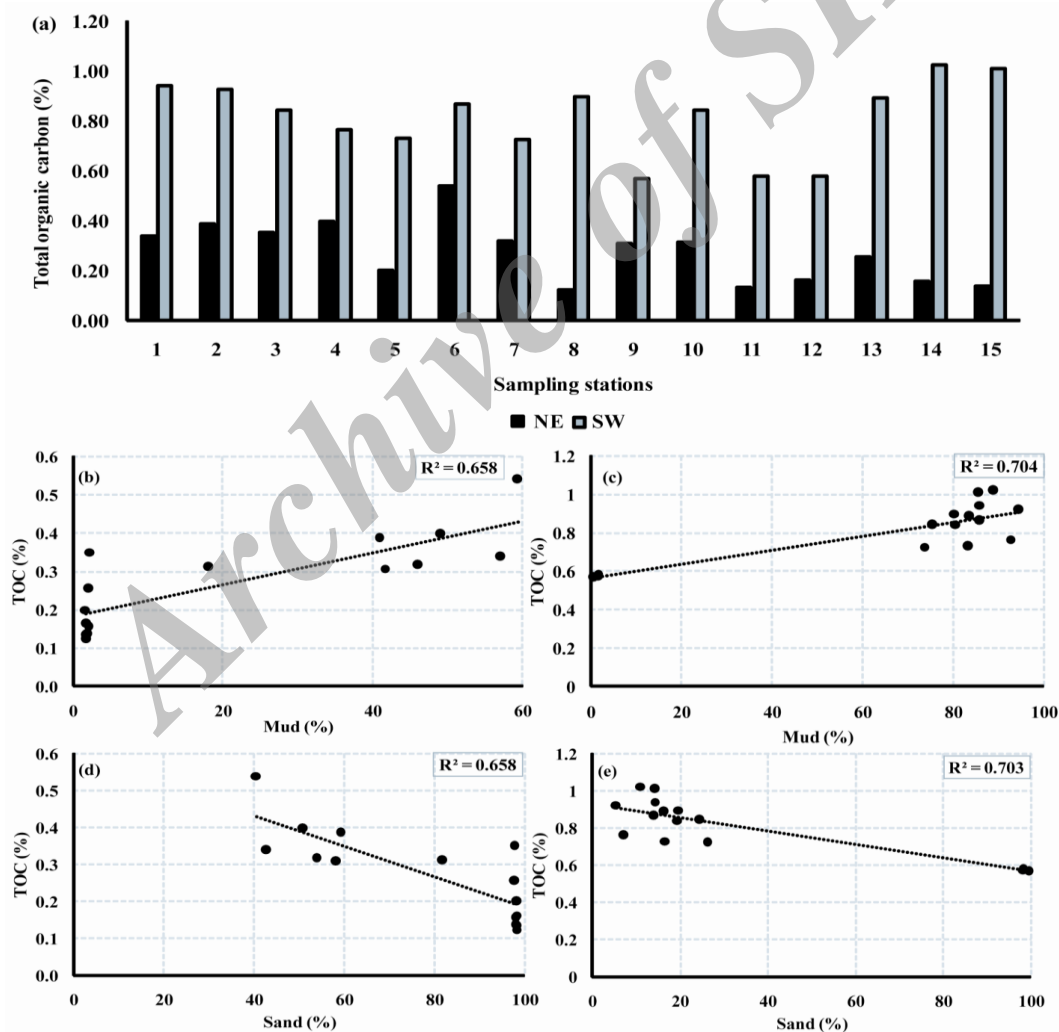 (a)
Total organic carbon (%)
1.20
1.00
0.80
0.60
0.40
0.20
0.00
1 2 3 4 5 6 7 8 9 10 11 12 13 14 15
Sampling stations
NE SW
(b)
R² = 0.658
TOC (%)
0.6
0.5
0.4
0.3
0.2
0.1
0.0
0 20 40 60
Mud (%)
(c)
R² = 0.704
TOC (%)
1.2
1
0.8
0.6
0.4
0.2
0
0 20 40 60 80 100
Mud (%)
(d)
R² = 0.658
TOC (%)
0.6
0.5
0.4
0.3
0.2
0.1
0.0
0 20 40 60 80 100
Sand (%)
(e)
R² = 0.703
TOC (%)
1.2
1
0.8
0.6
0.4
0.2
0
0 20 40 60 80 100
Sand (%)
Archive of